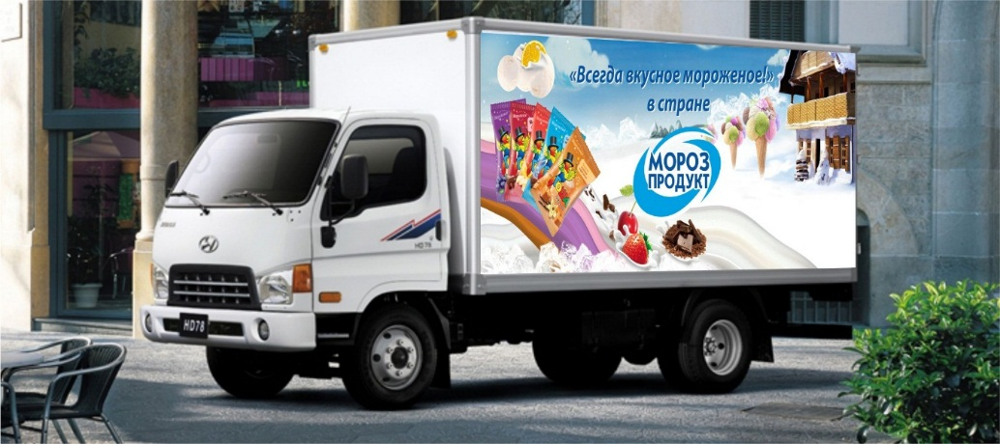 «Всегда вкусное мороженое!»
в стране
МОРОЗ
ПРОДУКТ
HD78
HD78